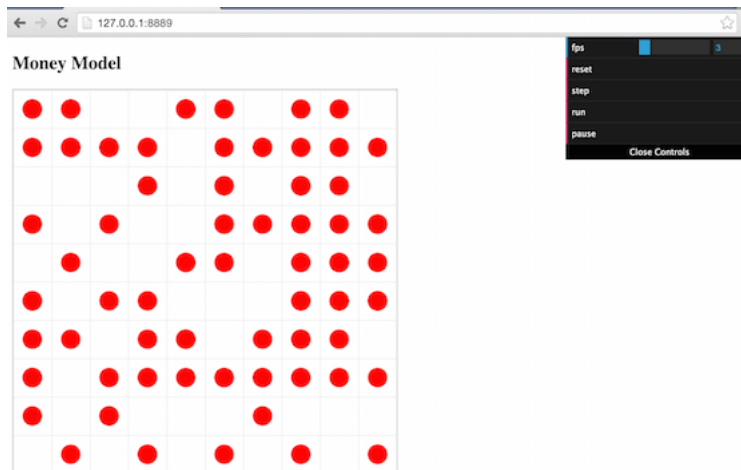 127.0.0.1:8889
Money Model
fps 3
reset
step
run
pause
Close Controls